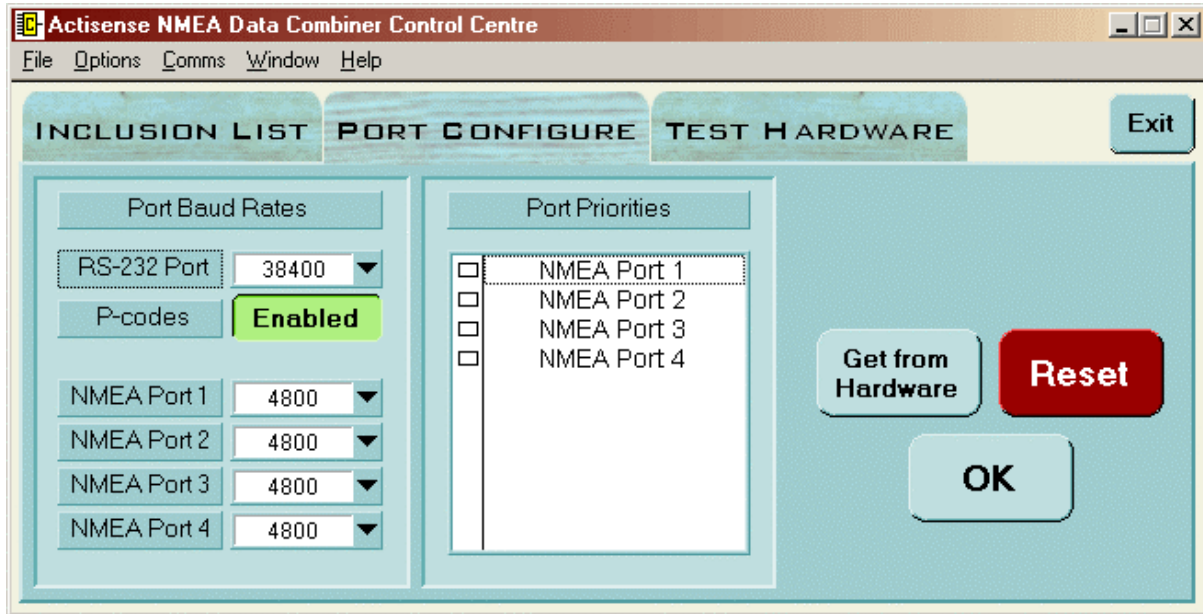 Actisense NMEA Data Combiner Control Centre
File Options Comms Window Help
INCLUSION LIST PORT CONFIGURE TEST HARDWARE
Exit
Port Baud Rates
RS-232 Port 38400
P-codes Enabled
NMEA Port 1 4800
NMEA Port 2 4800
NMEA Port 3 4800
NMEA Port 4 4800
Port Priorities
NMEA Port 1
NMEA Port 2
NMEA Port 3
NMEA Port 4
Get from
Hardware
Reset
OK